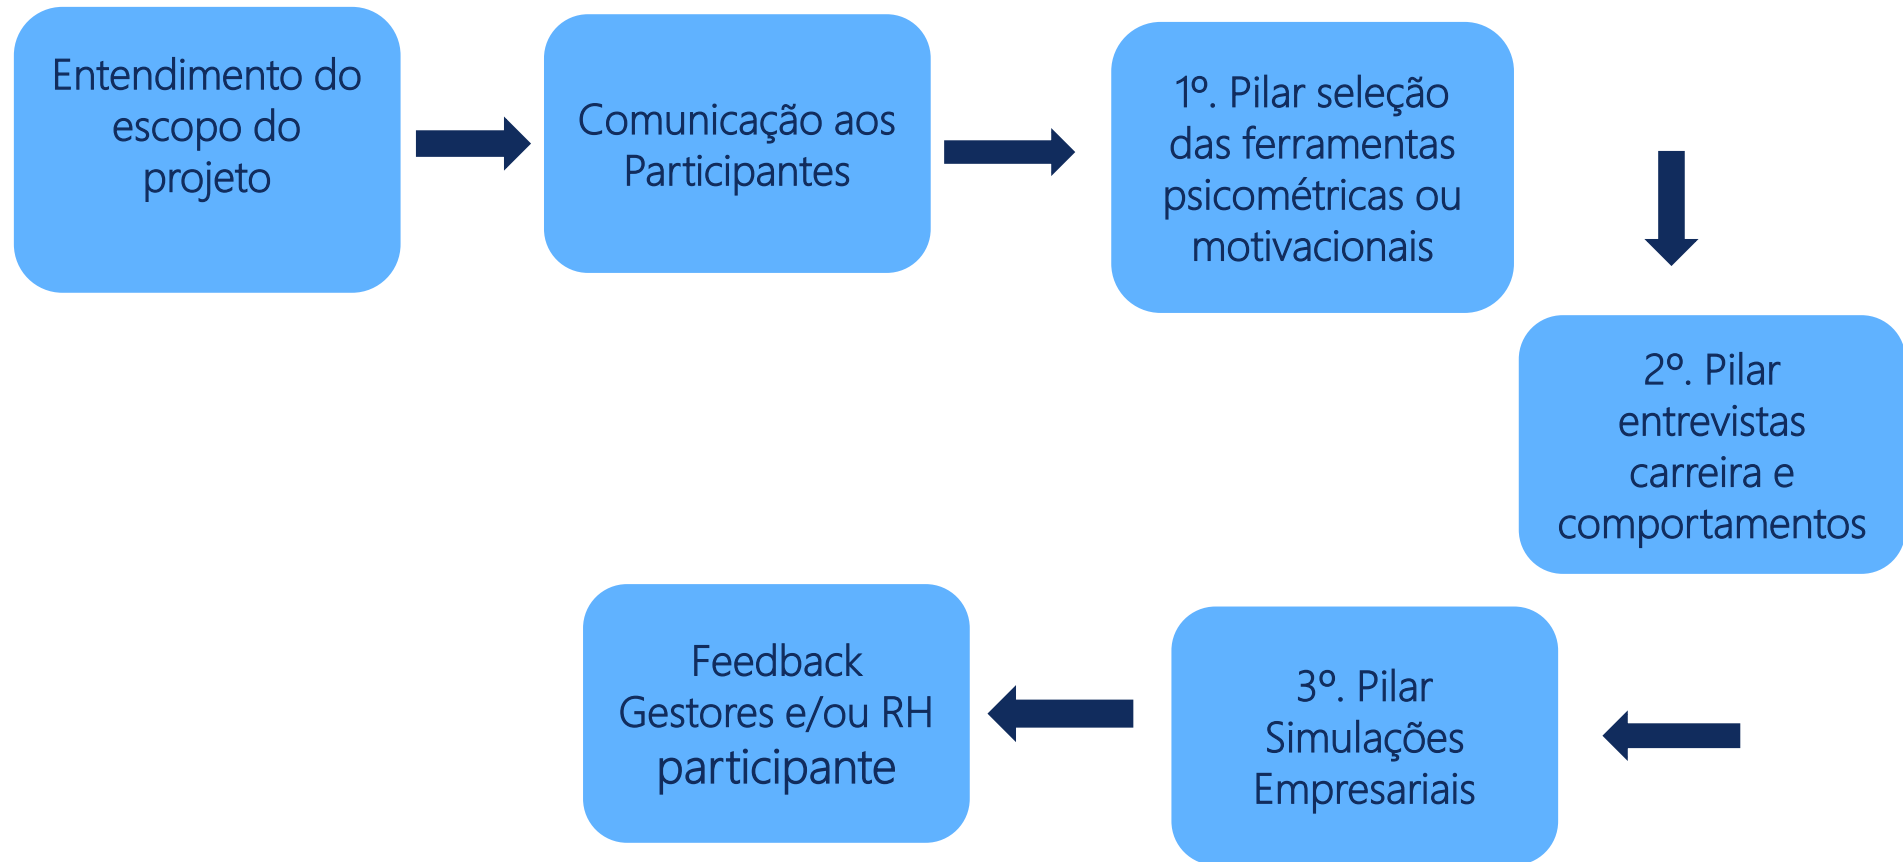 Entendimento do
escopo do
projeto
Comunicação aos
Participantes
1º. Pilar seleção
das ferramentas
psicométricas ou
motivacionais
2º. Pilar
entrevistas
carreira e
comportamentos
3º. Pilar
Simulações
Empresariais
Feedback
Gestores e/ou RH
participante